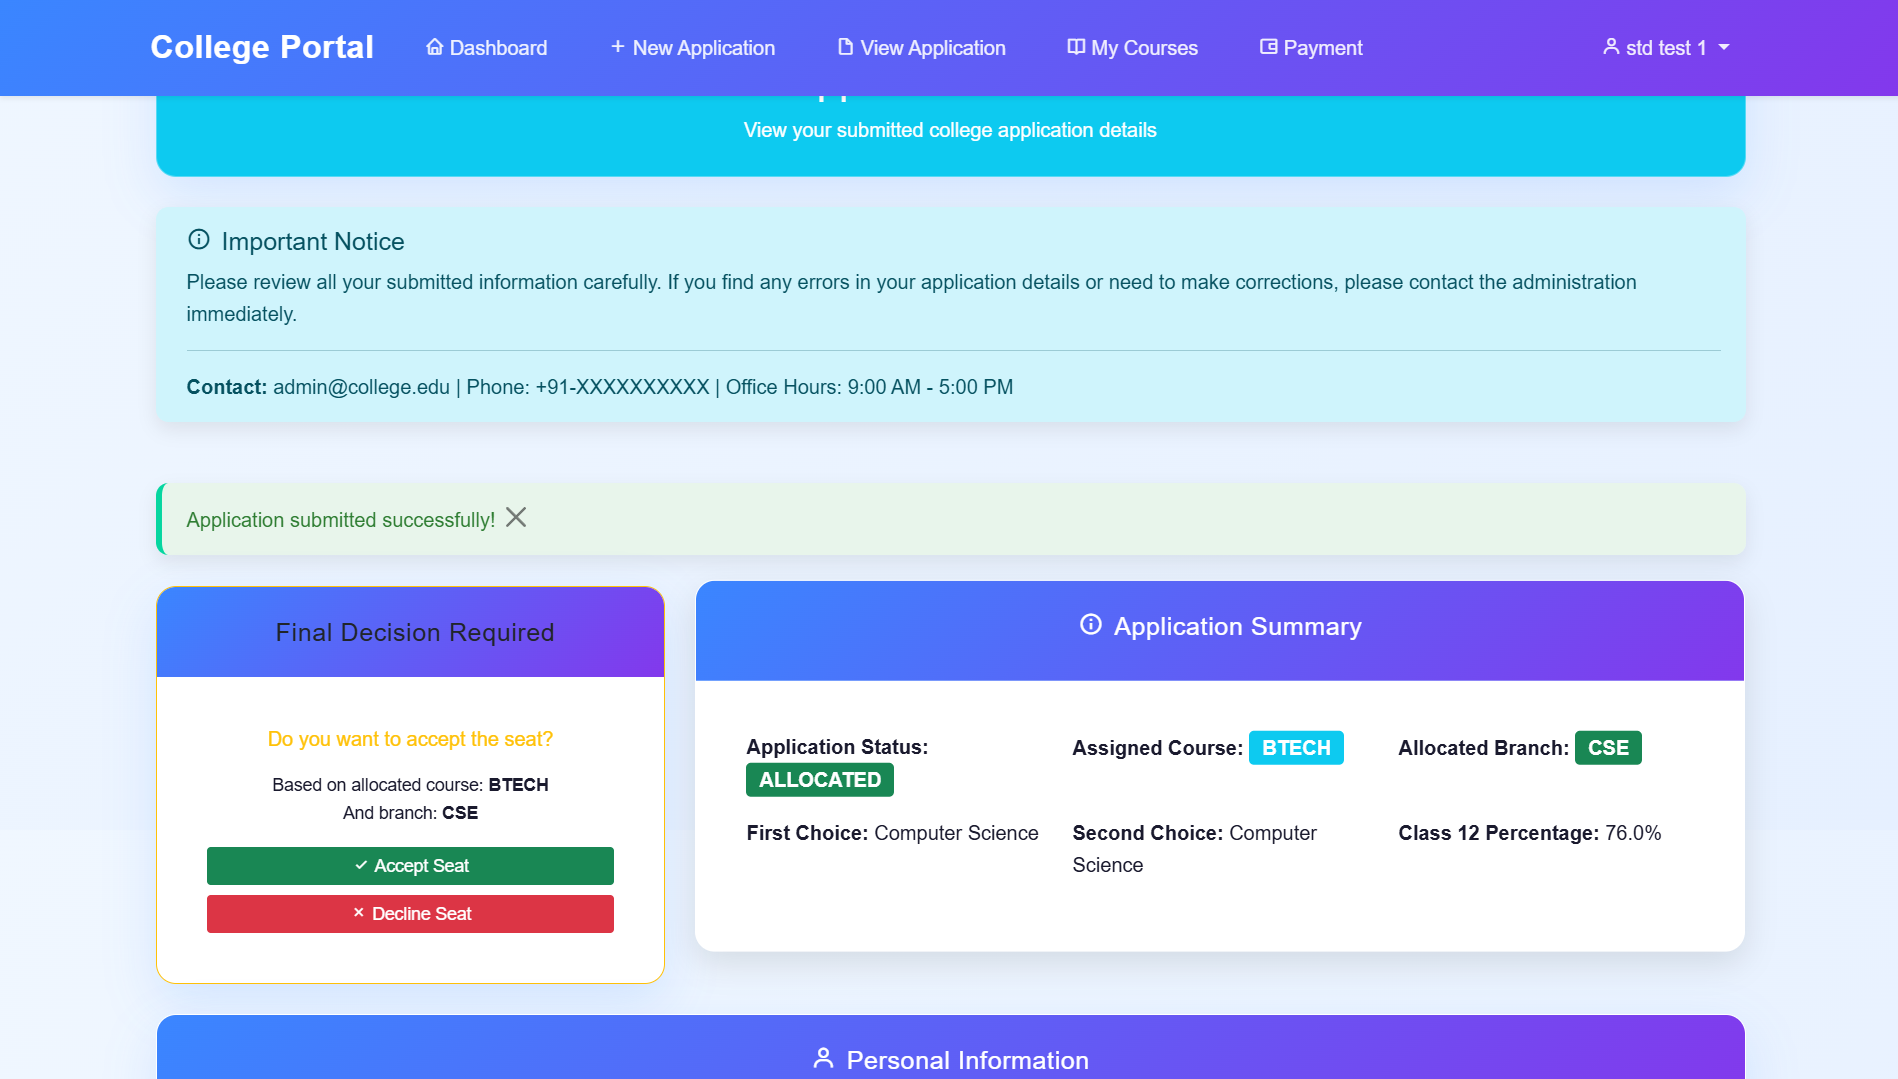 College Portal
Dashboard
New Application
View Application
My Courses
Payment
std test 1
View your submitted college application details
Important Notice
Please review all your submitted information carefully. If you find any errors in your application details or need to make corrections, please contact the administration
immediately.
Contact: admin@college.edu | Phone: +91-XXXXXXXXXX | Office Hours: 9:00 AM - 5:00 PM
Application submitted successfully!
Final Decision Required
Do you want to accept the seat?
Based on allocated course: BTECH
And branch: CSE
Accept Seat
Decline Seat
Application Summary
Application Status:
ALLOCATED
Assigned Course: BTECH
Allocated Branch: CSE
First Choice: Computer Science
Second Choice: Computer
Science
Class 12 Percentage: 76.0%
Personal Information